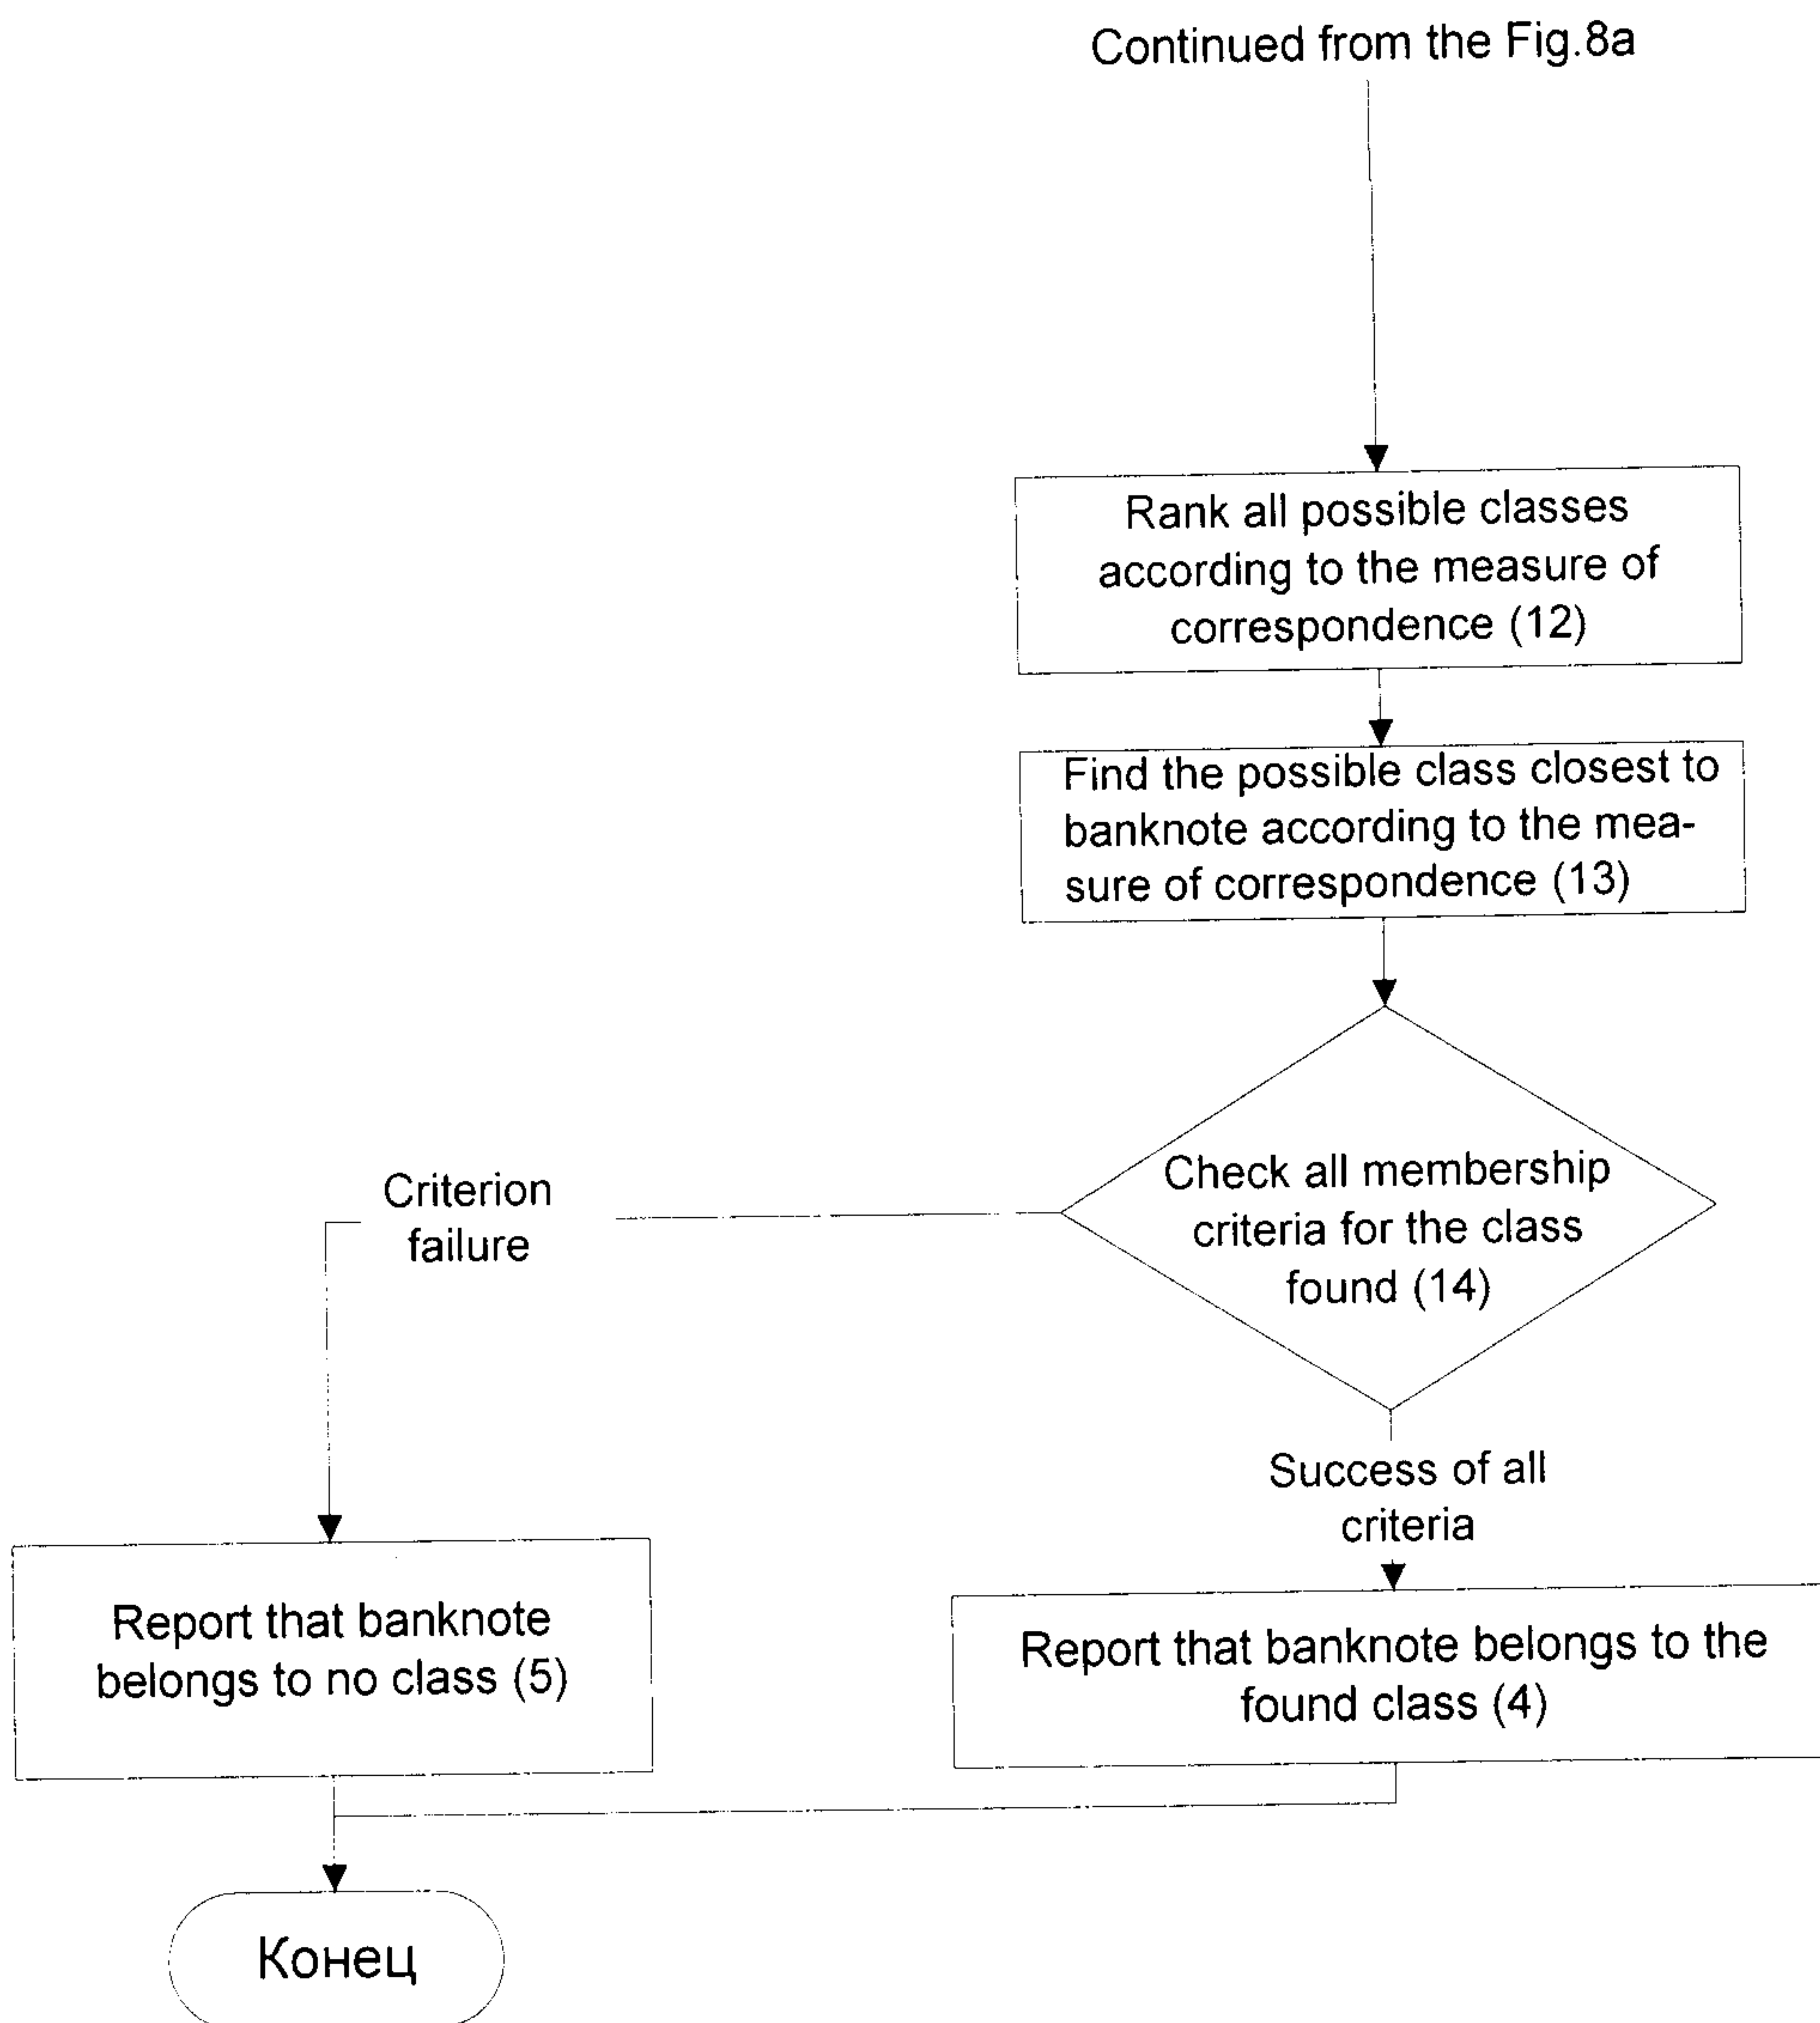 Continued from the Fig.8a
Rank all possible classes
according to the measure of
correspondence (12)
Find the possible class closest to
banknote according to the mea-
sure of correspondence (13)
Check all membership
criteria for the class
found (14)
Criterion
failure
Success of all
criteria
Report that banknote
belongs to no class (5)
Report that banknote belongs to the
found class (4)
Конец